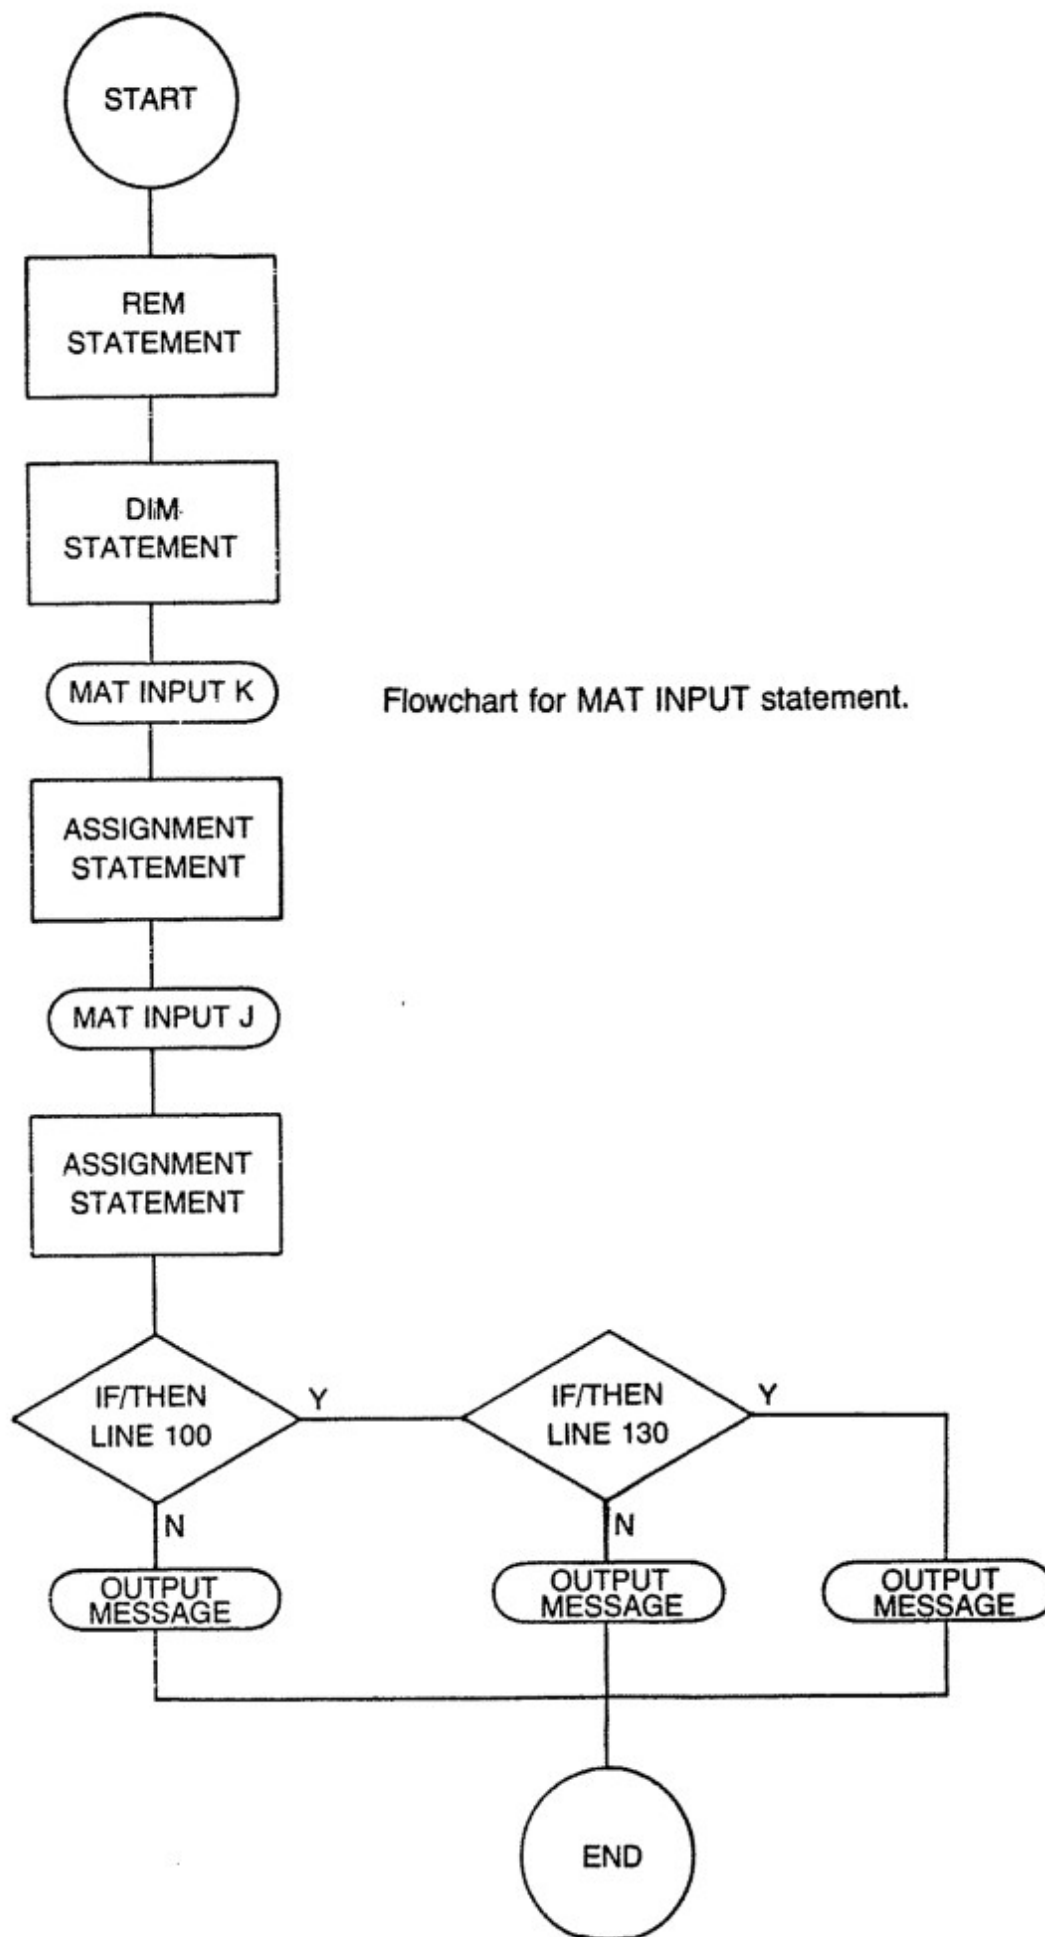 START
REM
STATEMENT
DIM
STATEMENT
MAT INPUT K
Flowchart for MAT INPUT statement.
ASSIGNMENT
STATEMENT
MAT INPUT J
ASSIGNMENT
STATEMENT
IF/THEN
LINE 100
Y
IF/THEN
LINE 130
Y
N
N
OUTPUT
MESSAGE
OUTPUT
MESSAGE
OUTPUT
MESSAGE
END